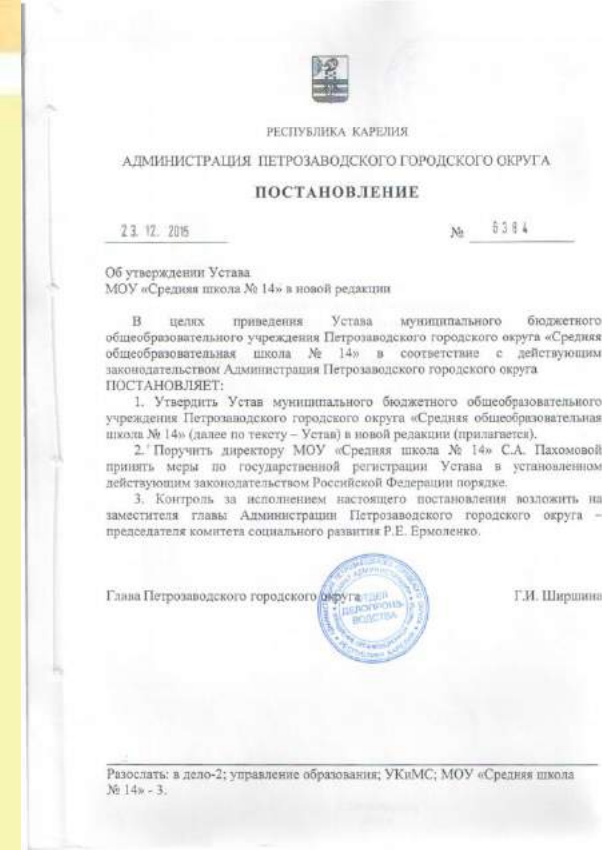 РЕСПУБЛИКА КАРЕЛИЯ
АДМИНИСТРАЦИЯ ПЕТРОЗАВОДСКОГО ГОРОДСКОГО ОКРУГА
ПОСТАНОВЛЕНИЕ
23. 12. 2015 № 6384
Об утверждении Устава
МОУ «Средняя школа № 14» в новой редакции
В целях приведения Устава муниципального бюджетного
общеобразовательного учреждения Петрозаводского городского округа «Средняя
общеобразовательная школа № 14» в соответствие с действующим
законодательством Администрация Петрозаводского городского округа
ПОСТАНОВЛЯЕТ:
1. Утвердить Устав муниципального бюджетного общеобразовательного
учреждения Петрозаводского городского округа «Средняя общеобразовательная
школа № 14» (далее по тексту – Устав) в новой редакции (прилагается).
2. Поручить директору МОУ «Средняя школа № 14» С.А. Пахомовой
принять меры по государственной регистрации Устава в установленном
действующим законодательством Российской Федерации порядке.
3. Контроль за исполнением настоящего постановления возложить на
заместителя главы Администрации Петрозаводского городского округа –
председателя комитета социального развития Р.Е. Ермоленко.
Глава Петрозаводского городского округа Г.И. Ширшина
ОТДЕЛ
ДЕЛОПРОИЗ-
ВОДСТВА
Разослать: в дело-2; управление образования; УКиМС; МОУ «Средняя школа
№ 14» - 3.